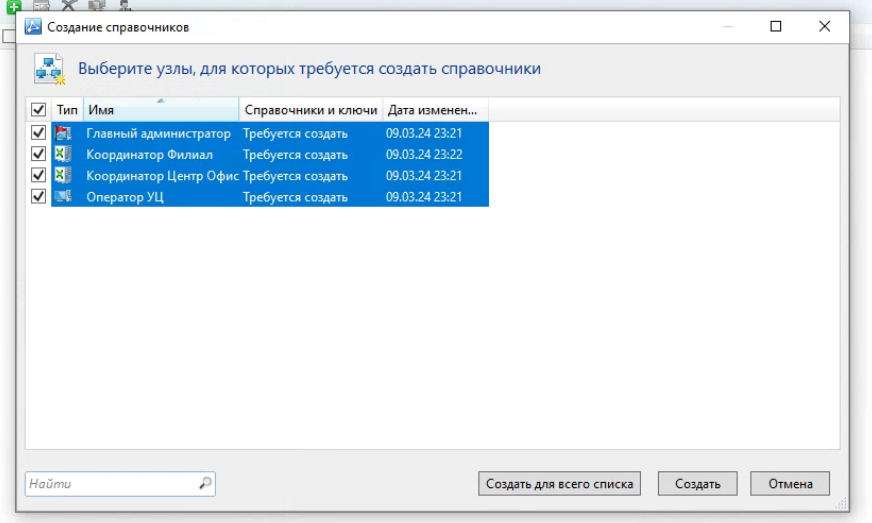 Создание справочников
Выберите узлы, для которых требуется создать справочники
Тип Имя Справочники и ключи Дата изменен...
Главный администратор Требуется создать 09.03.24 23:21
Координатор Филиал Требуется создать 09.03.24 23:22
Координатор Центр Офис Требуется создать 09.03.24 23:21
Оператор УЦ Требуется создать 09.03.24 23:21
Найти Создать для всего списка Создать Отмена